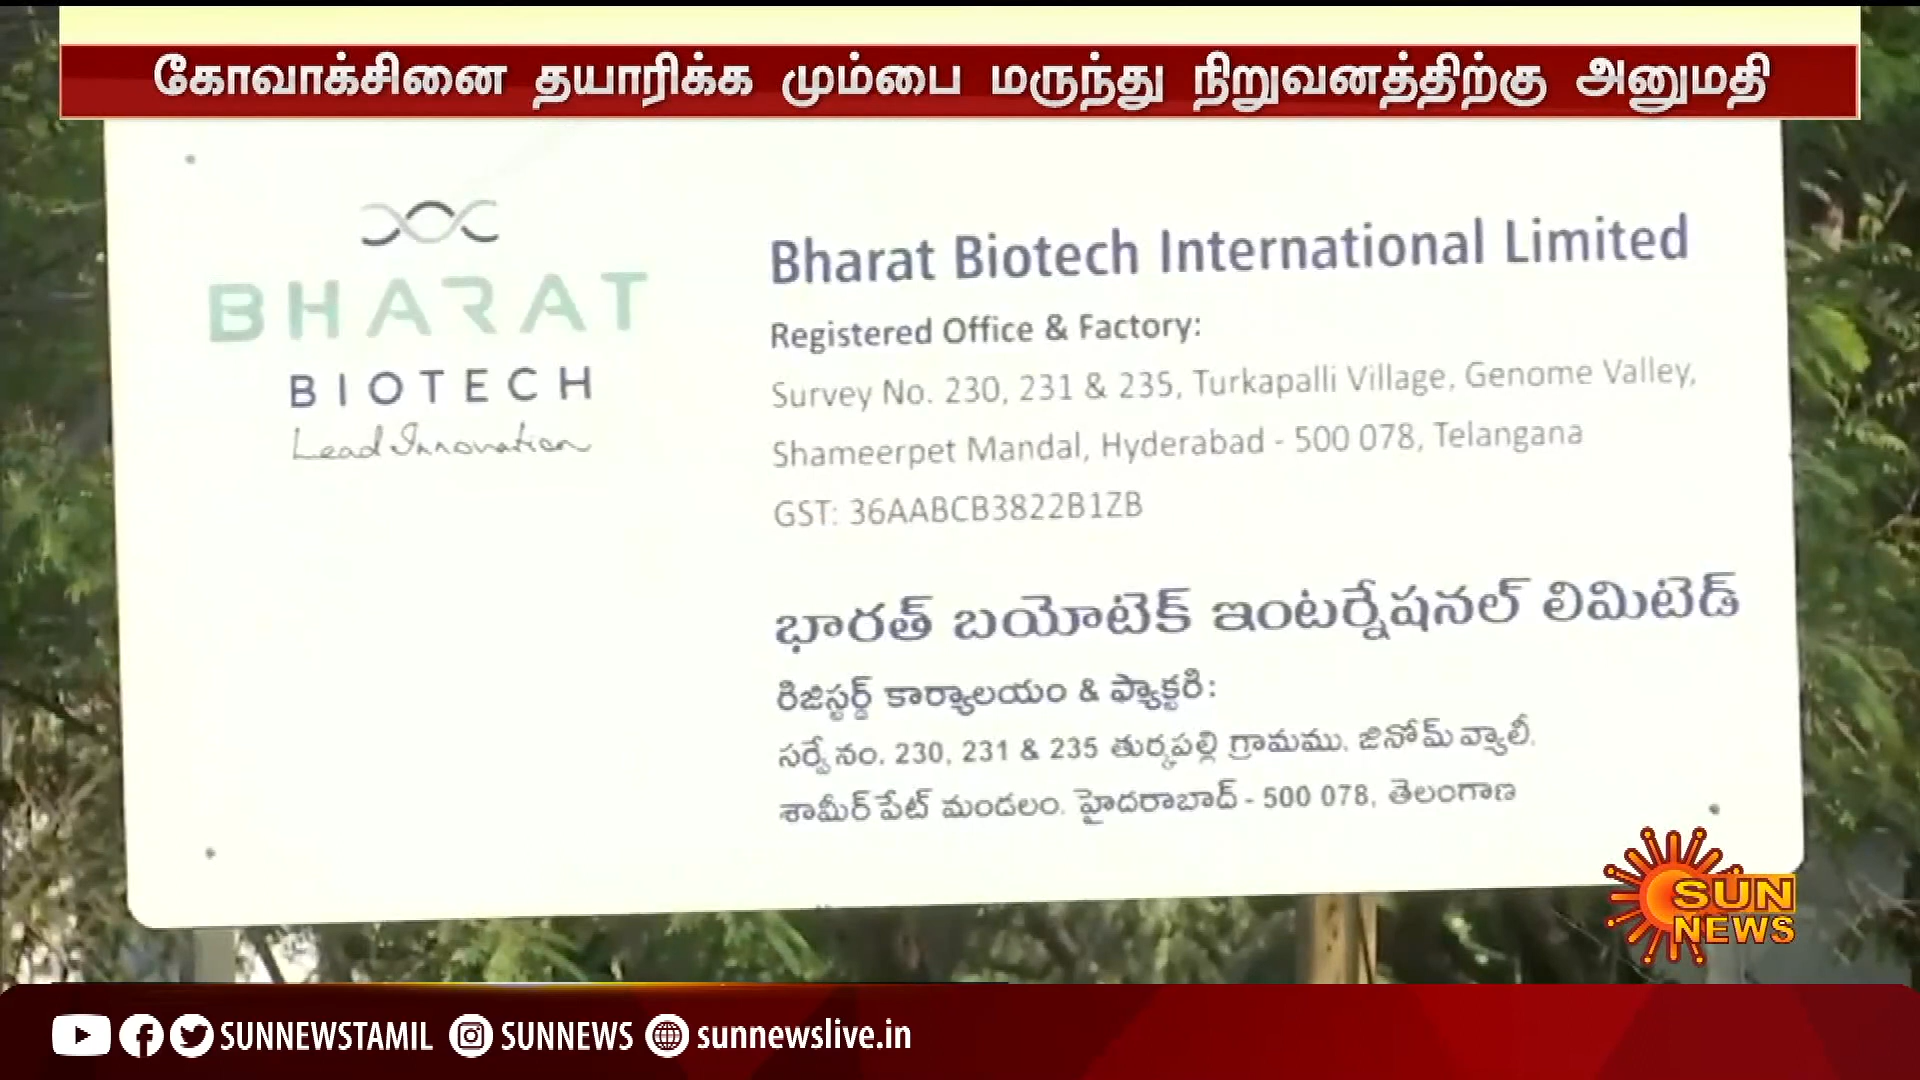 கோவாக்சினை தயாரிக்க மும்பை மருந்து நிறுவனத்திற்கு அனுமதி
BHARAT
BIOTECH
Lead Innovation
Bharat Biotech International Limited
Registered Office & Factory:
Survey No. 230, 231 & 235, Turkapalli Village, Genome Valley,
Shameerpet Mandal, Hyderabad - 500 078, Telangana
GST: 36AABCB3822B1ZB
భారత్ బయోటెక్ ఇంటర్నేషనల్ లిమిటెడ్
రిజిస్టర్డ్ కార్యాలయం & ఫ్యాక్టరి:
సర్వే నం. 230, 231 & 235 తుర్కపల్లి గ్రామము. జినోమ్ వ్యాలీ.
శామీర్ పేట్ మండలం. హైదరాబాద్ - 500 078, తెలంగాణ
SUN
NEWS
SUNNEWSTAMIL SUNNEWS sunnewslive.in